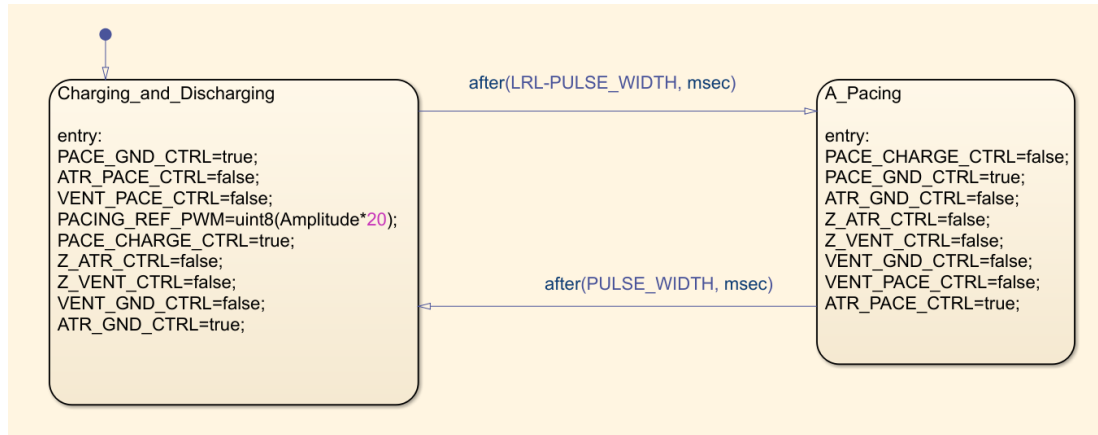 after(LRL-PULSE_WIDTH, msec)
Charging_and_Discharging
entry:
PACE_GND_CTRL=true;
ATR_PACE_CTRL=false;
VENT_PACE_CTRL=false;
PACING_REF_PWM=uint8(Amplitude*20);
PACE_CHARGE_CTRL=true;
Z_ATR_CTRL=false;
Z_VENT_CTRL=false;
VENT_GND_CTRL=false;
ATR_GND_CTRL=true;
after(PULSE_WIDTH, msec)
A_Pacing
entry:
PACE_CHARGE_CTRL=false;
PACE_GND_CTRL=true;
ATR_GND_CTRL=false;
Z_ATR_CTRL=false;
Z_VENT_CTRL=false;
VENT_GND_CTRL=false;
VENT_PACE_CTRL=false;
ATR_PACE_CTRL=true;